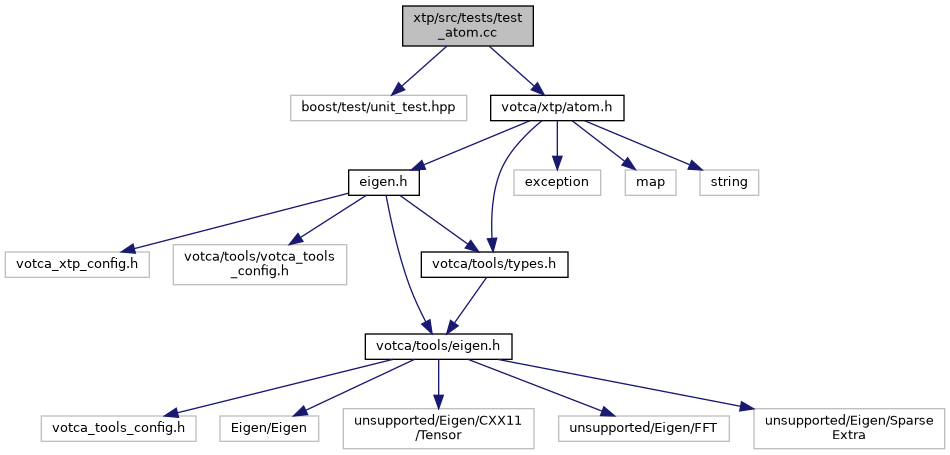 xtp/src/tests/test
_atom.cc
boost/test/unit_test.hpp
votca/xtp/atom.h
eigen.h
exception
map
string
votca_xtp_config.h
votca/tools/votca_tools
_config.h
votca/tools/types.h
votca/tools/eigen.h
votca_tools_config.h
Eigen/Eigen
unsupported/Eigen/CXX11
/Tensor
unsupported/Eigen/FFT
unsupported/Eigen/Sparse
Extra